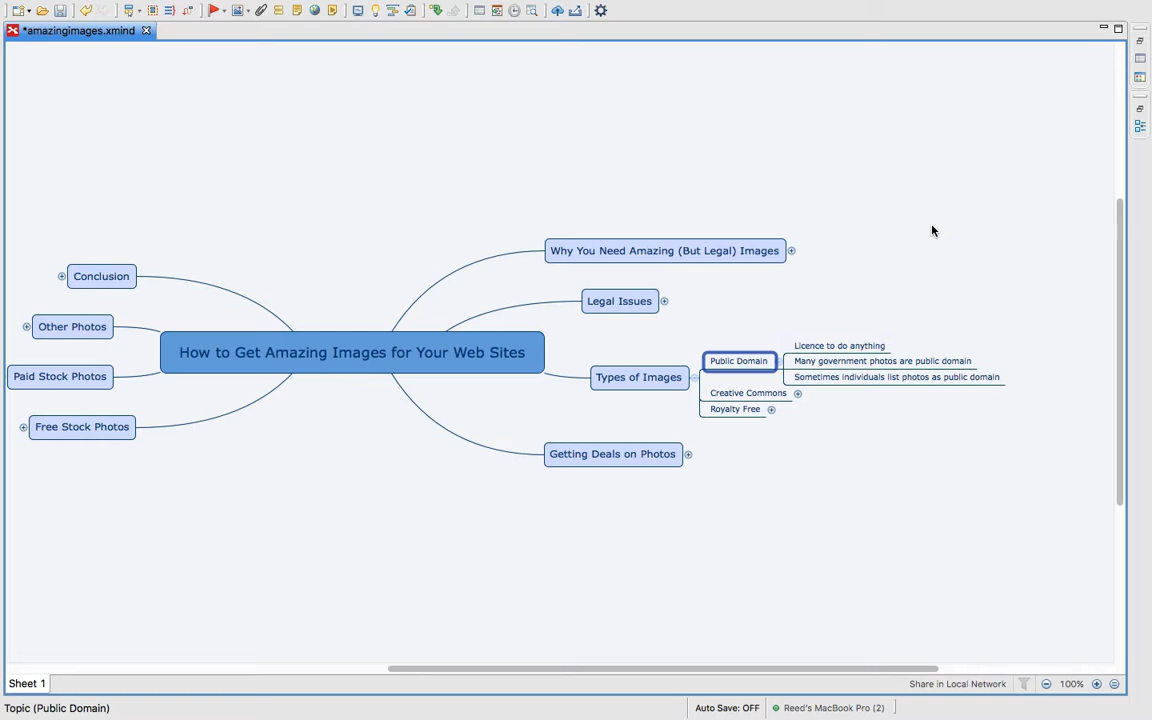 *amazingimages.xmind
Why You Need Amazing (But Legal) Images
Conclusion
Legal Issues
Other Photos
How to Get Amazing Images for Your Web Sites
Licence to do anything
Public Domain
Many government photos are public domain
Paid Stock Photos
Types of Images
Sometimes individuals list photos as public domain
Creative Commons
Royalty Free
Free Stock Photos
Getting Deals on Photos
Sheet 1
Share in Local Network
100%
Topic (Public Domain)
Auto Save: OFF
Reed's MacBook Pro (2)